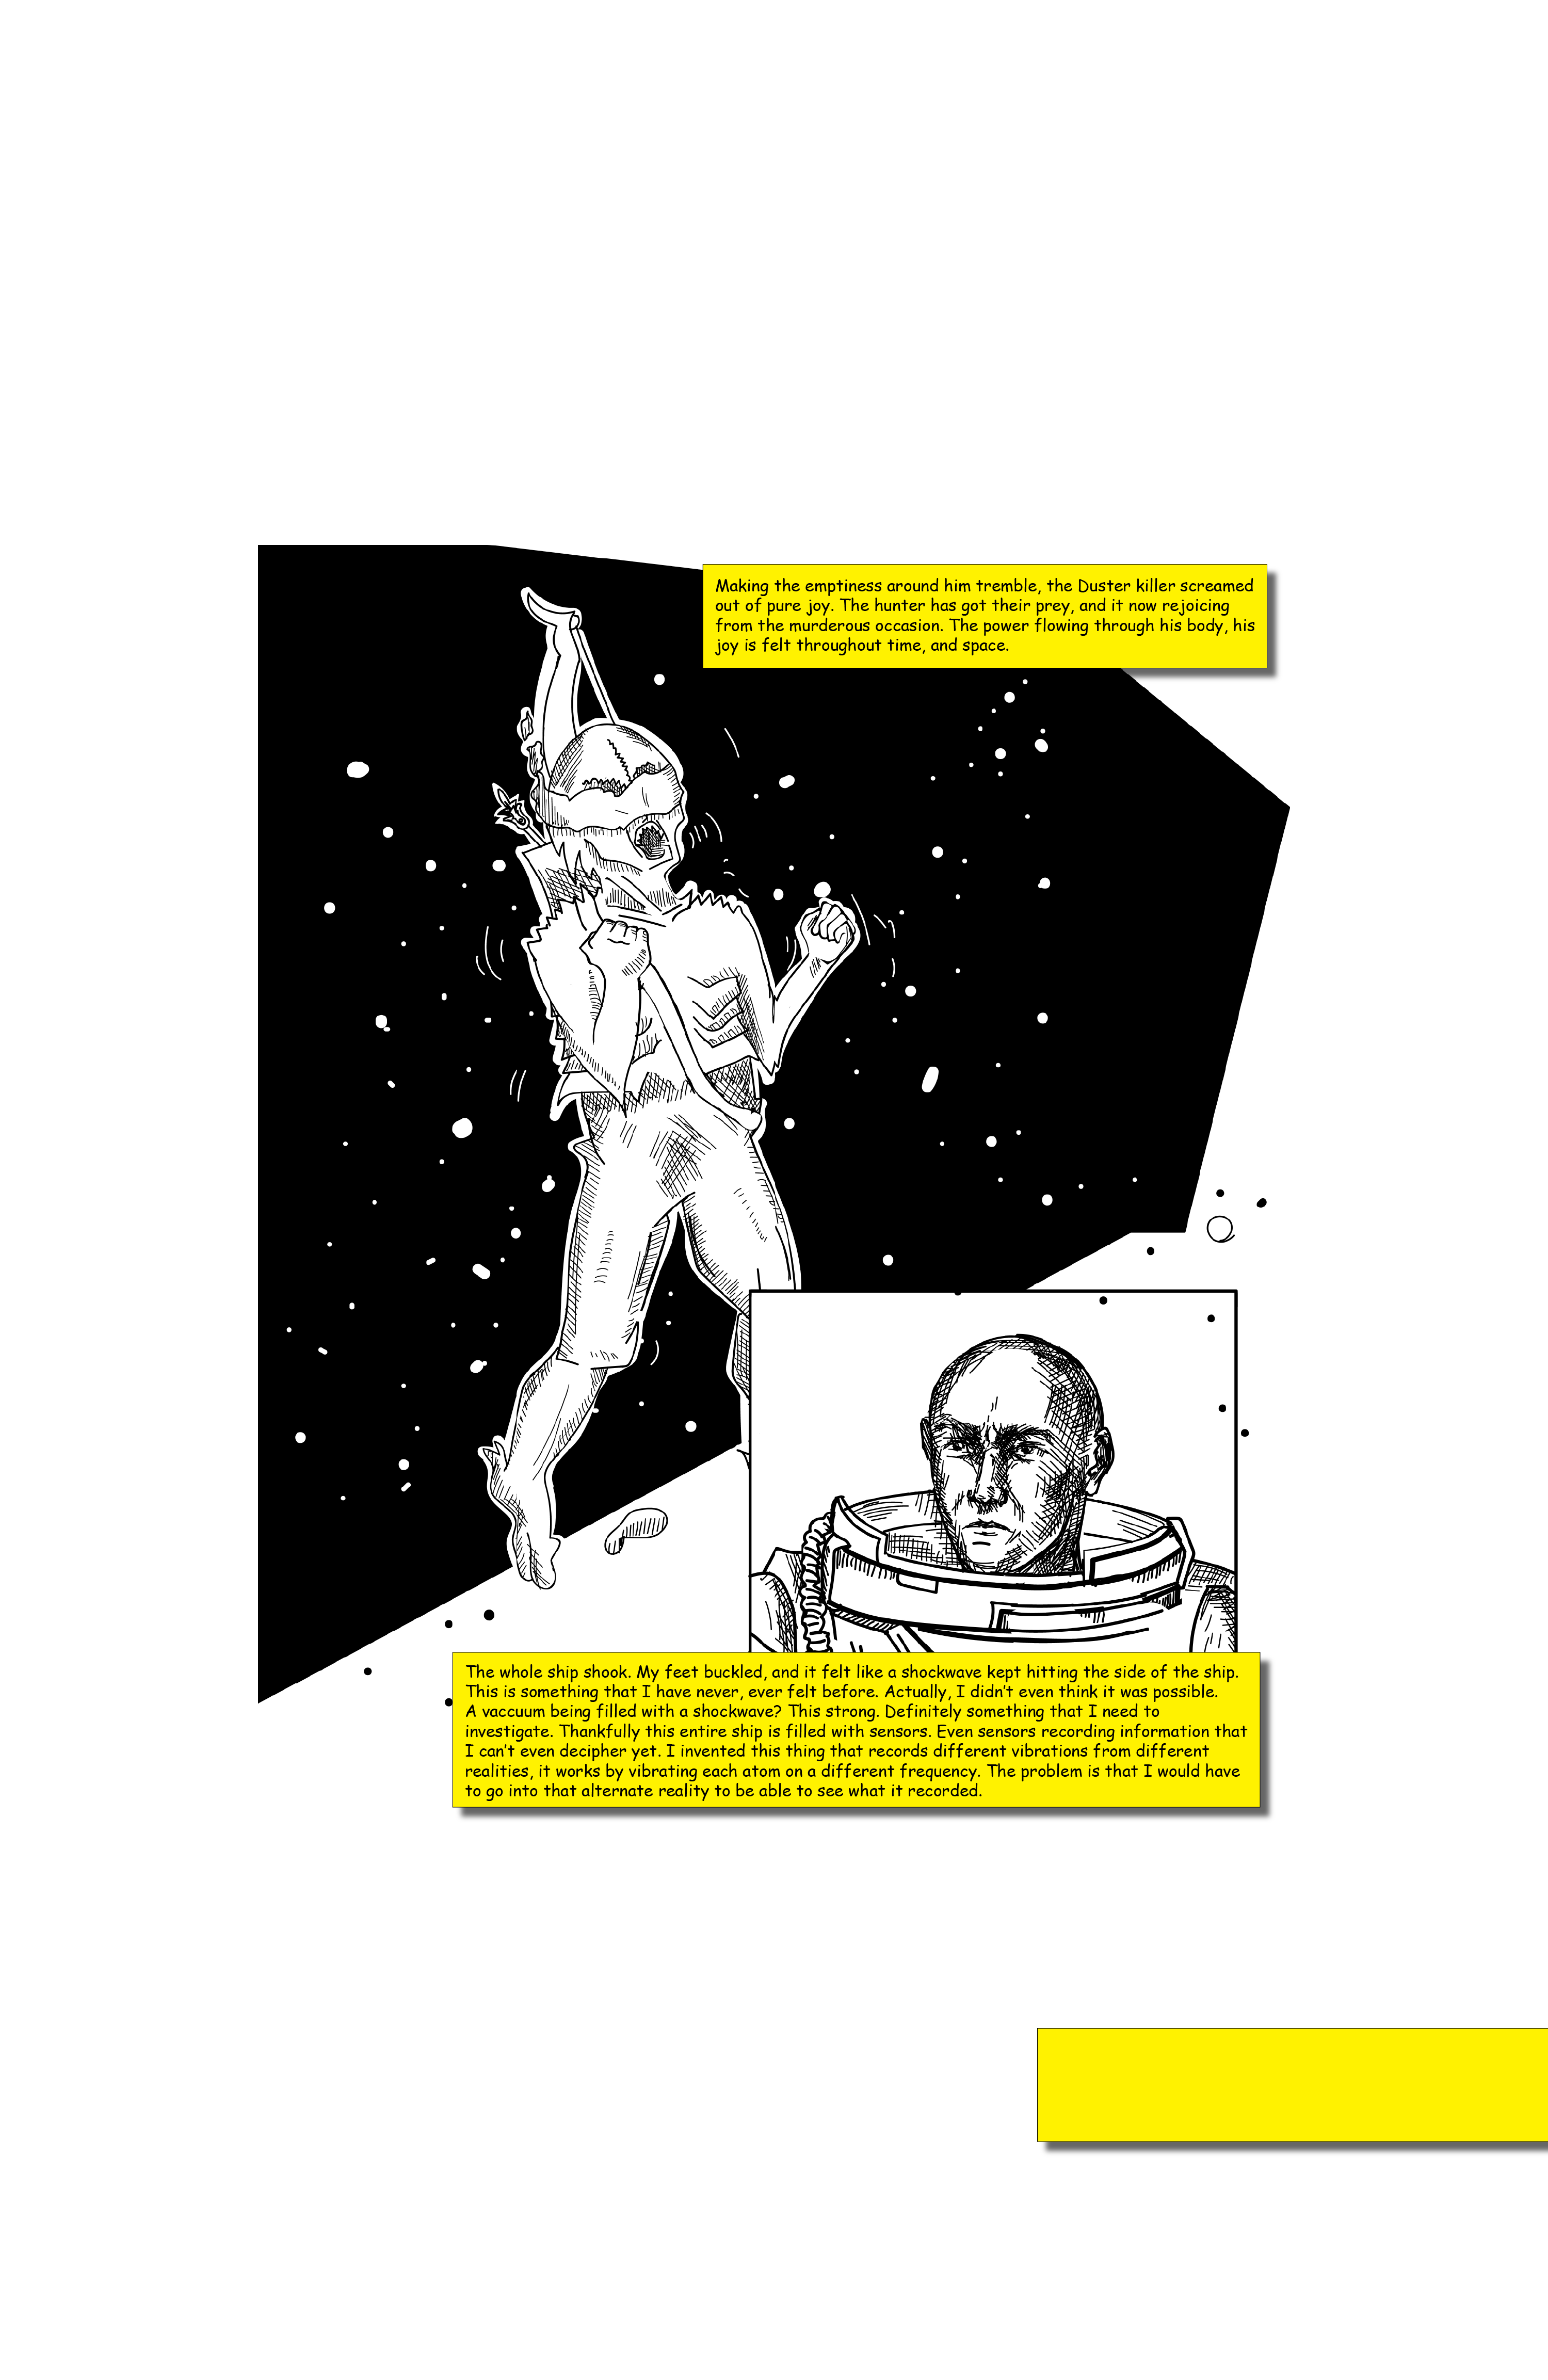 Making the emptiness around him tremble, the Duster killer screamed
out of pure joy. The hunter has got their prey, and it now rejoicing
from the murderous occasion. The power flowing through his body, his
joy is felt throughout time, and space.
The whole ship shook. My feet buckled, and it felt like a shockwave kept hitting the side of the ship.
This is something that I have never, ever felt before. Actually, I didn't even think it was possible.
A vaccuum being filled with a shockwave? This strong. Definitely something that I need to
investigate. Thankfully this entire ship is filled with sensors. Even sensors recording information that
I can't even decipher yet. I invented this thing that records different vibrations from different
realities, it works by vibrating each atom on a different frequency. The problem is that I would have
to go into that alternate reality to be able to see what it recorded.